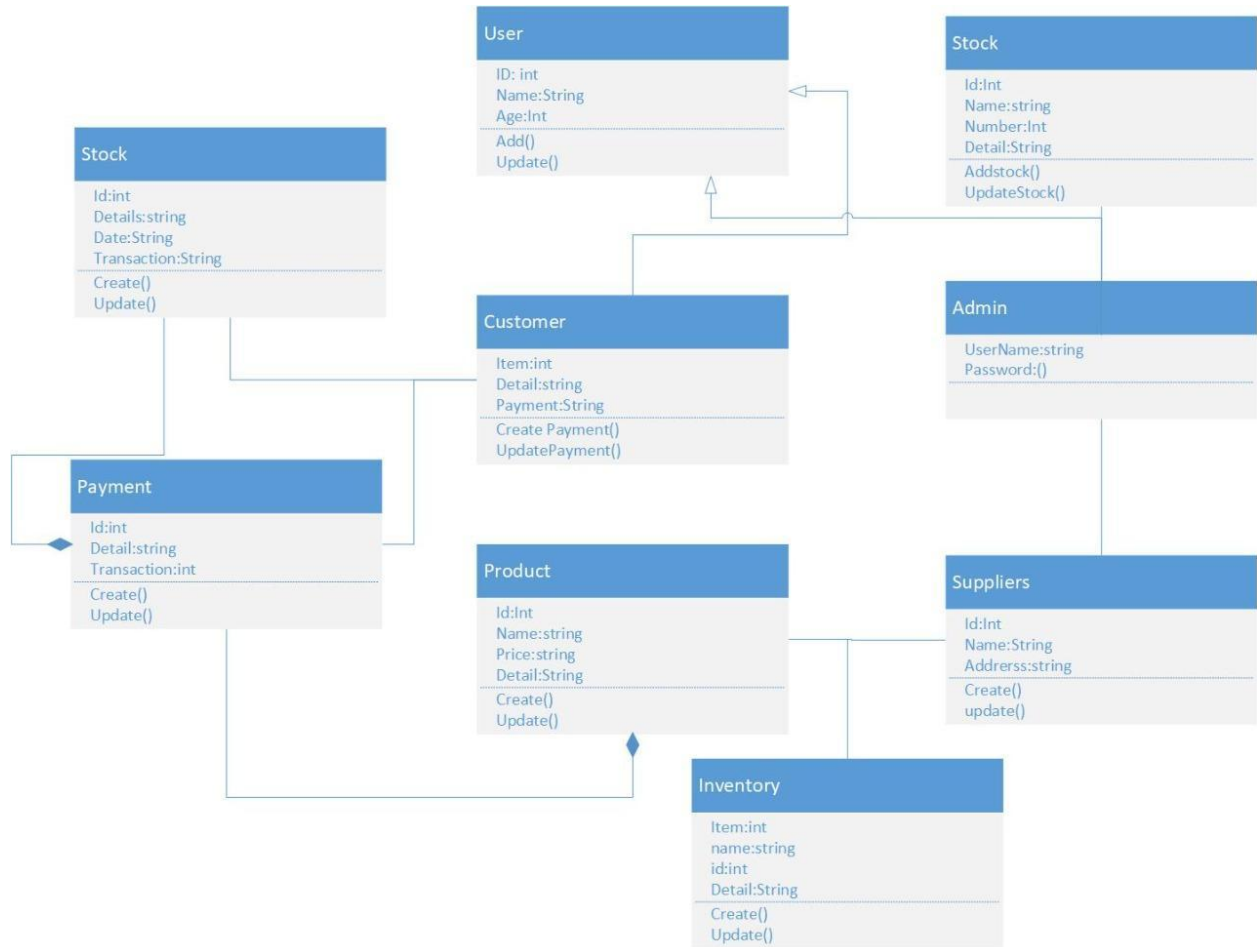 User
ID: int
Name:String
Age:Int
Add()
Update()
Stock
Id:Int
Name:string
Number:Int
Detail:String
Addstock()
UpdateStock()
Stock
Id:int
Details:string
Date:String
Transaction:String
Create()
Update()
Customer
Item:int
Detail:string
Payment:String
Create Payment()
UpdatePayment()
Admin
UserName:string
Password:()
Payment
Id:int
Detail:string
Transaction:int
Create()
Update()
Product
Id:Int
Name:string
Price:string
Detail:String
Create()
Update()
Suppliers
Id:Int
Name:String
Addrerss:string
Create()
update()
Inventory
Item:int
name:string
id:int
Detail:String
Create()
Update()